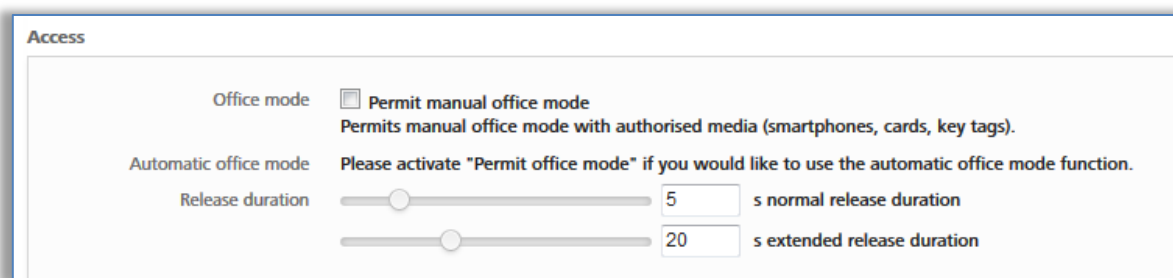 Access
Office mode Permit manual office mode
Permits manual office mode with authorised media (smartphones, cards, key tags).
Automatic office mode Please activate "Permit office mode" if you would like to use the automatic office mode function.
Release duration 5 s normal release duration
20 s extended release duration